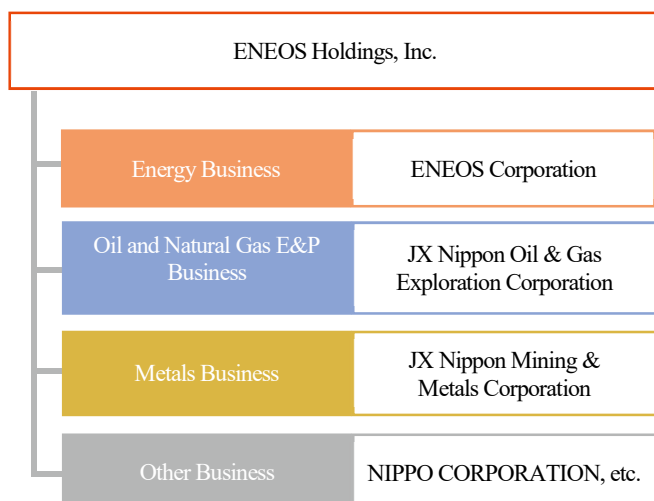 ENEOS Holdings, Inc.
Energy Business
ENEOS Corporation
Oil and Natural Gas E&P
Business
JX Nippon Oil & Gas
Exploration Corporation
Metals Business
JX Nippon Mining &
Metals Corporation
Other Business
NIPPO CORPORATION, etc.